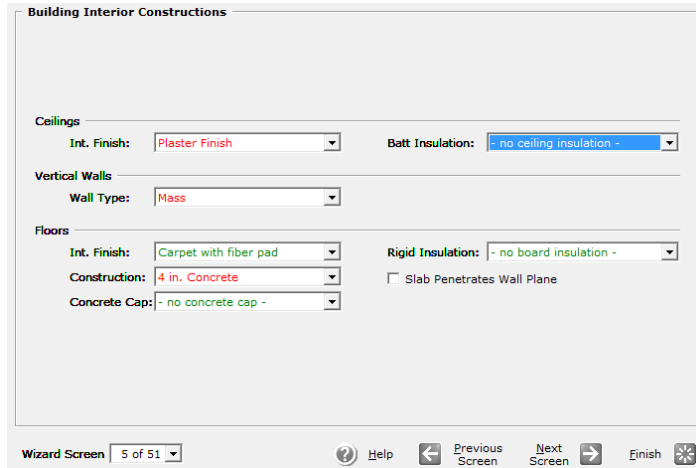 Building Interior Constructions
Ceilings
Int. Finish: Plaster Finish Batt Insulation: - no ceiling insulation -
Vertical Walls
Wall Type: Mass
Floors
Int. Finish: Carpet with fiber pad Rigid Insulation: - no board insulation -
Construction: 4 in. Concrete Slab Penetrates Wall Plane
Concrete Cap: - no concrete cap -
Wizard Screen 5 of 51 Help Previous Screen Next Screen Finish